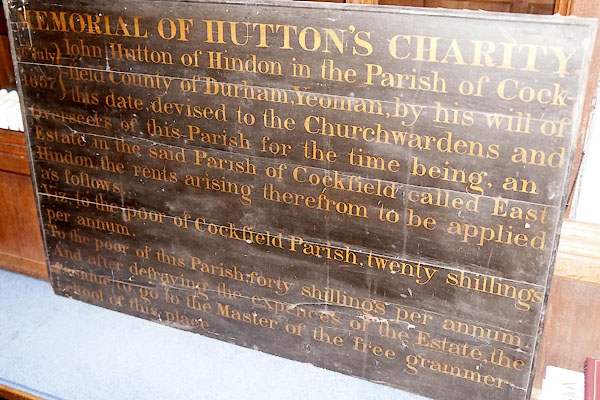 MEMORIAL OF HUTTON'S CHARITY.
July } John Hutton of Hindon in the Parish of Cock-
1687 } field County of Durham, Yeoman, by his will of
this date, devised to the Churchwardens and
Overseers of this Parish for the time being, an
Estate in the said Parish of Cockfield called East
Hindon, the rents arising therefrom to be applied
as follows.
Viz. to the poor of Cockfield Parish, twenty shillings
per annum.
To the poor of this Parish, forty shillings per annum.
And after defraying the expences of the Estate, the
to go to the Master of the free grammer
School of this place.